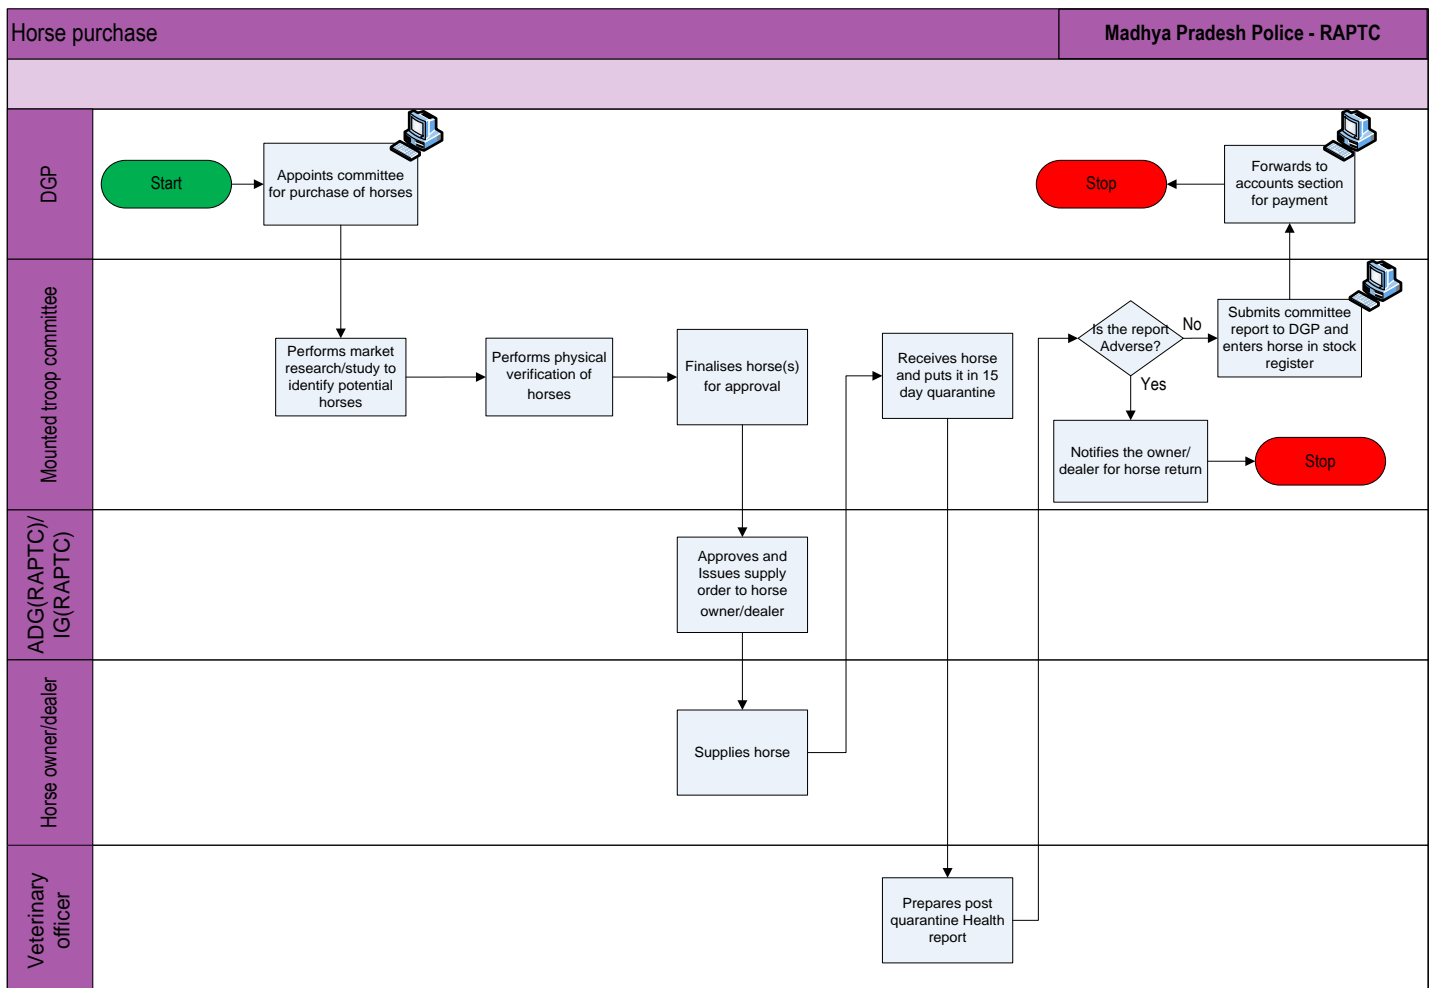 Horse purchase
Madhya Pradesh Police - RAPTC
DGP
Start
Appoints committee
for purchase of horses
Stop
Forwards to
accounts section
for payment
Mounted troop committee
Performs market
research/study to
identify potential
horses
Performs physical
verification of
horses
Finalises horse(s)
for approval
Receives horse
and puts it in 15
day quarantine
Is the report
Adverse?
No
Yes
Submits committee
report to DGP and
enters horse in stock
register
Notifies the owner/
dealer for horse return
Stop
ADG(RAPTC)/
IG(RAPTC)
Approves and
Issues supply
order to horse
owner/dealer
Horse owner/dealer
Supplies horse
Veterinary
officer
Prepares post
quarantine Health
report